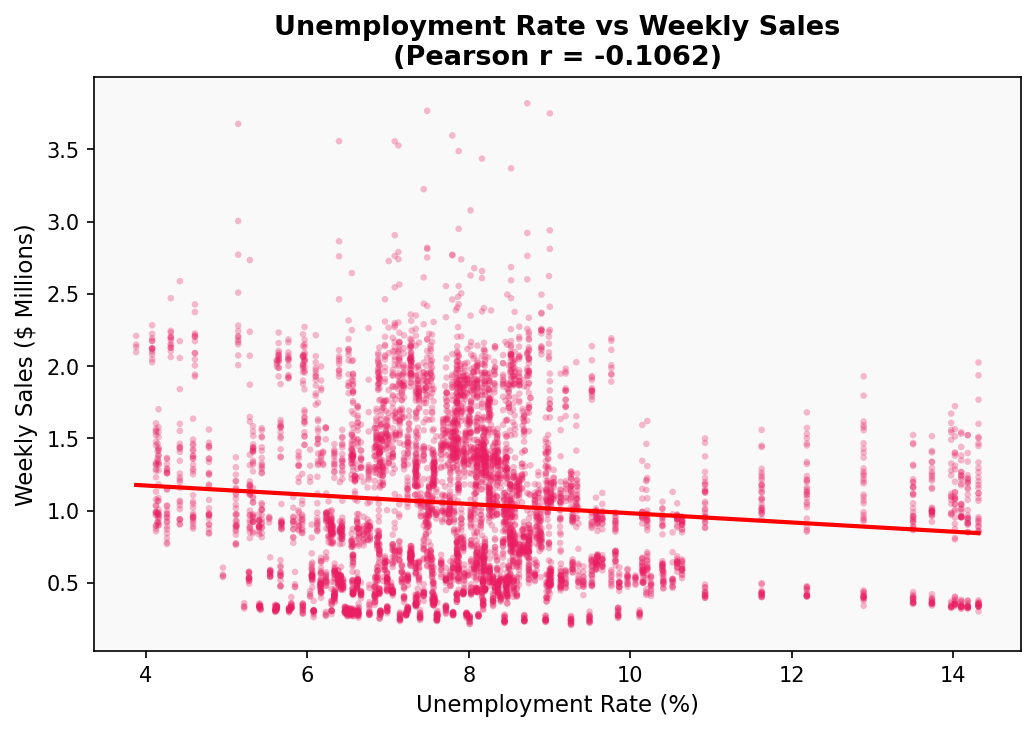 Unemployment Rate vs Weekly Sales
(Pearson r = -0.1062)
Weekly Sales ($ Millions)
3.5
3.0
2.5
2.0
1.5
1.0
0.5
4 6 8 10 12 14
Unemployment Rate (%)